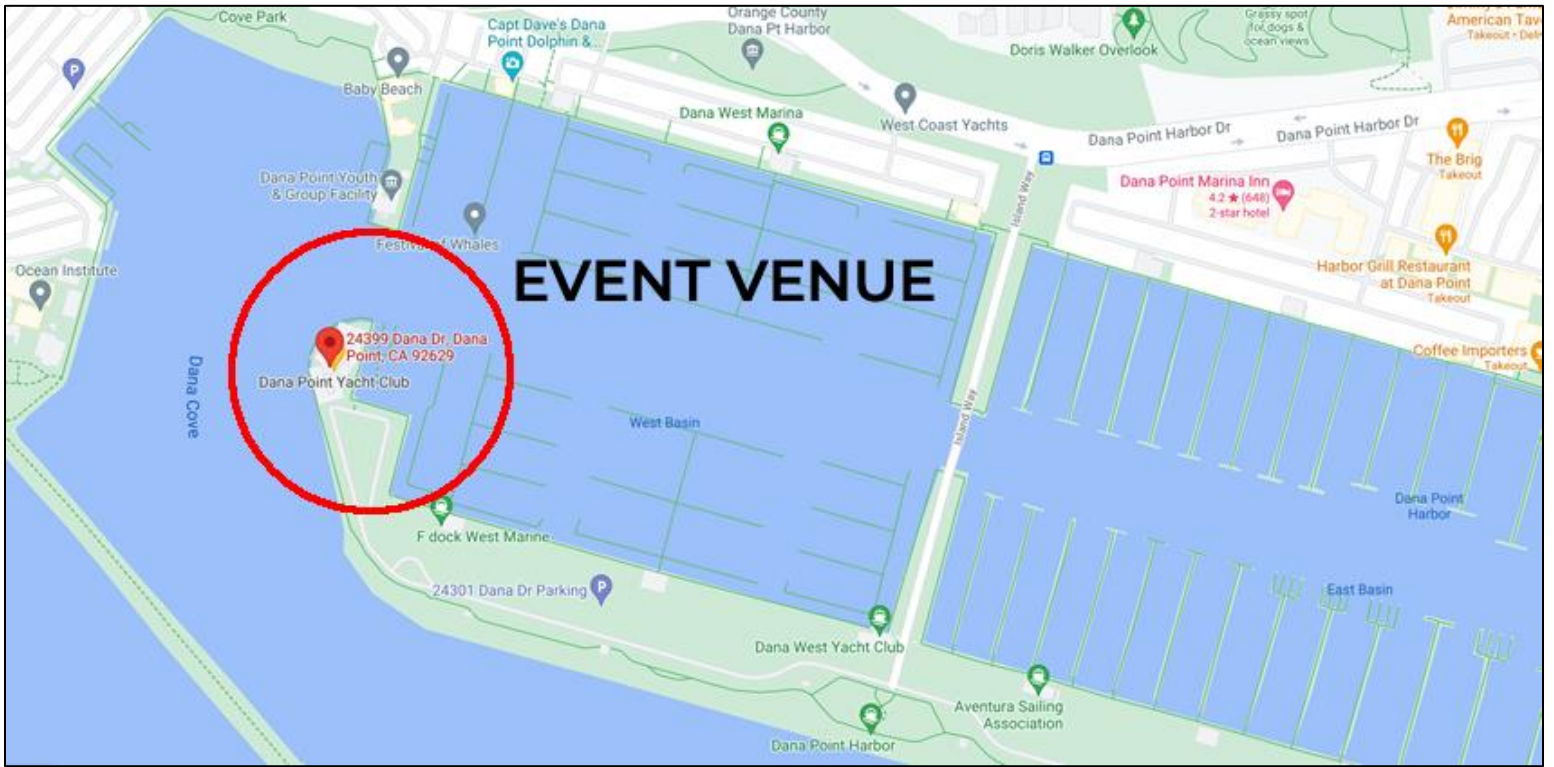 Cove Park
Capt Dave's Dana
Point Dolphin & ...
Orange County
Dana Pt Harbor
Doris Walker Overlook
Grassy spot
for dogs &
ocean views
American Tav
Takeout • Deli
P
Baby Beach
Dana West Marina
West Coast Yachts
Dana Point Harbor Dr
Dana Point Harbor Dr
The Brig
Takeout
Dana Point Youth
& Group Facility
Dana Point Marina Inn
4.2 ★ (648)
2-star hotel
Island Way
Festival of Whales
Ocean Institute
EVENT VENUE
Harbor Grill Restaurant
at Dana Point
Takeout
24399 Dana Dr, Dana
Point, CA 92629
Dana Point Yacht Club
Coffee Importers
Takeout
Dana Cove
West Basin
Island Way
Dana Point
Harbor
F dock West Marine
24301 Dana Dr Parking
P
East Basin
Dana West Yacht Club
Aventura Sailing
Association
Dana Point Harbor